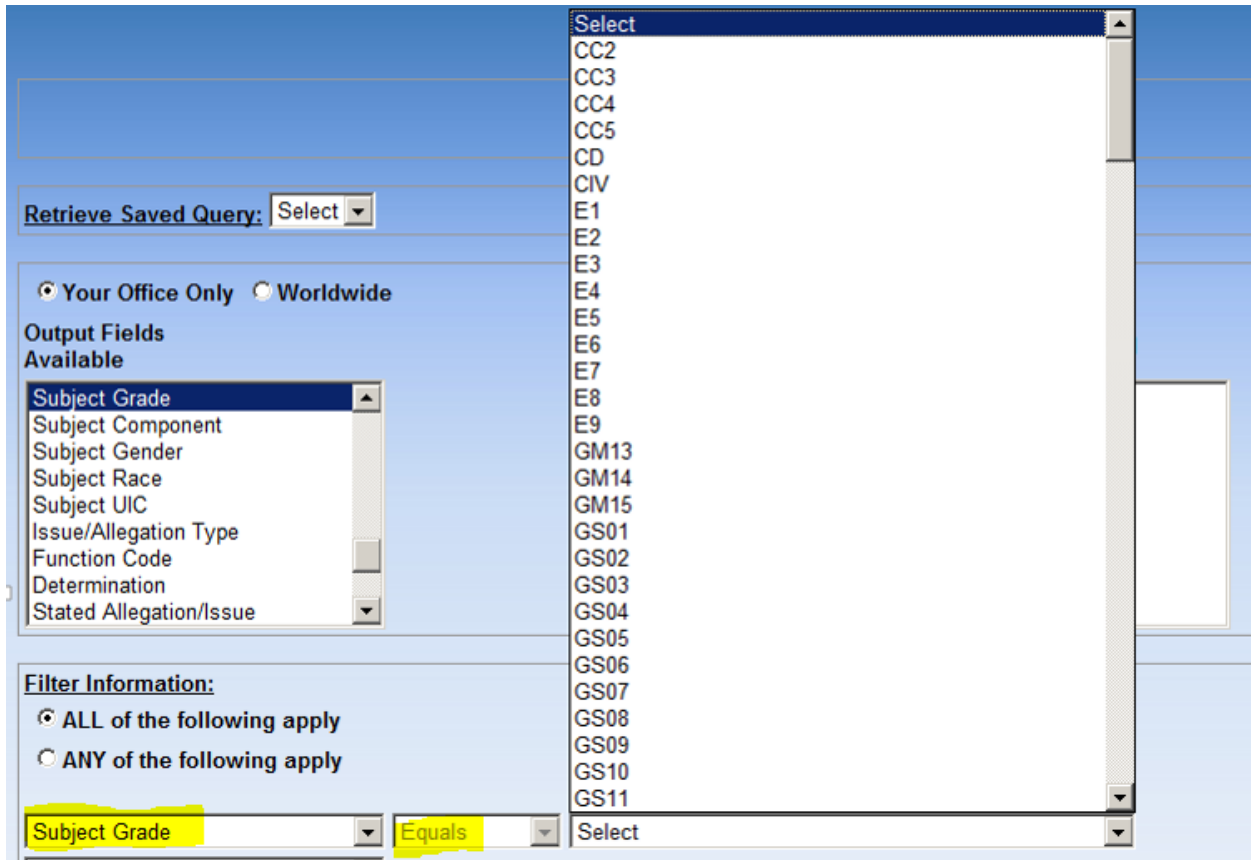 Retrieve Saved Query: Select
Your Office Only Worldwide
Output Fields
Available
Subject Grade
Subject Component
Subject Gender
Subject Race
Subject UIC
Issue/Allegation Type
Function Code
Determination
Stated Allegation/Issue
Filter Information:
ALL of the following apply
ANY of the following apply
Subject Grade Equals Select
Select
CC2
CC3
CC4
CC5
CD
CIV
E1
E2
E3
E4
E5
E6
E7
E8
E9
GM13
GM14
GM15
GS01
GS02
GS03
GS04
GS05
GS06
GS07
GS08
GS09
GS10
GS11